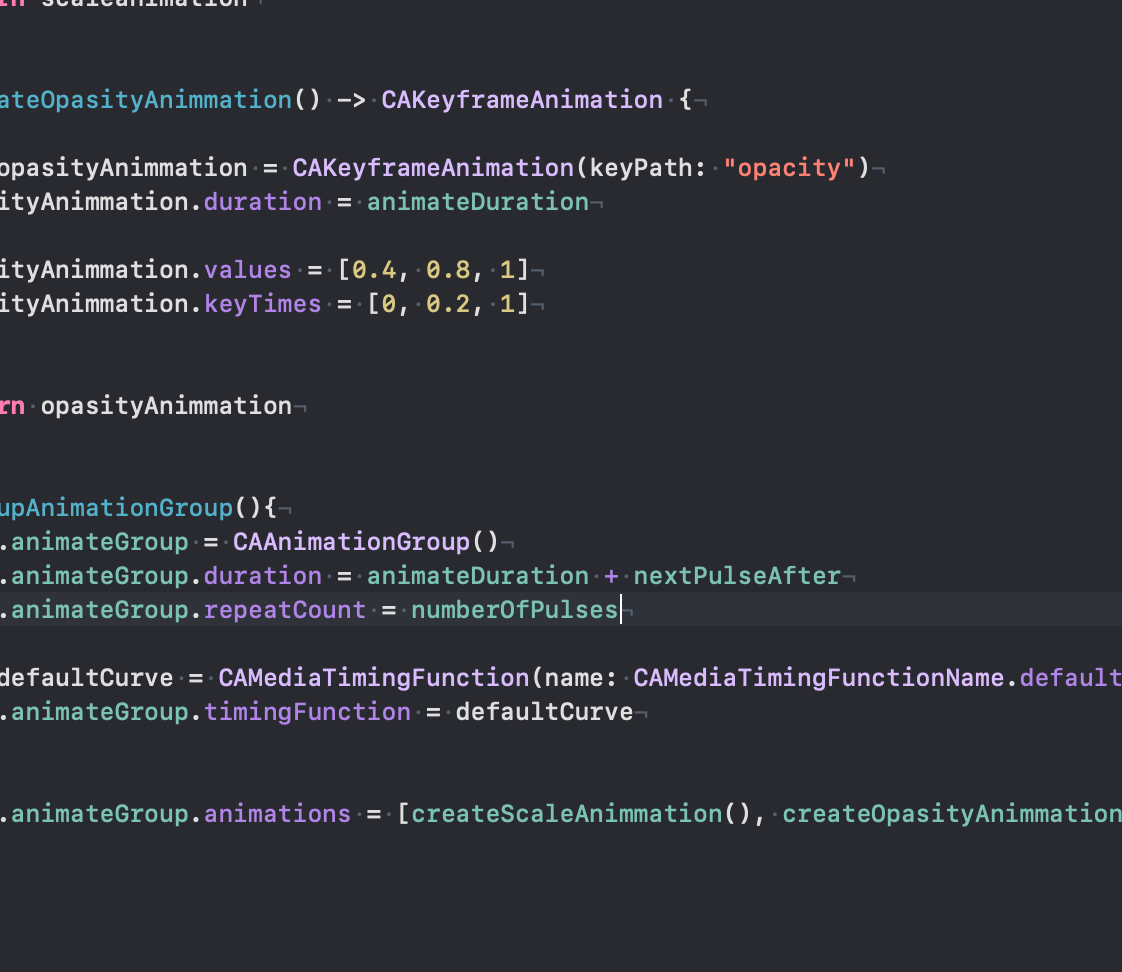 rn scaleanimation
ateOpasityAnimmation() -> CAKeyframeAnimation {
opasityAnimmation = CAKeyframeAnimation(keyPath: "opacity")
ityAnimmation.duration = animateDuration
ityAnimmation.values = [0.4, 0.8, 1]
ityAnimmation.keyTimes = [0, 0.2, 1]
rn opasityAnimmation
upAnimationGroup(){
.animateGroup = CAAnimationGroup()
.animateGroup.duration = animateDuration + nextPulseAfter
.animateGroup.repeatCount = numberOfPulses
defaultCurve = CAMediaTimingFunction(name: CAMediaTimingFunctionName.default
.animateGroup.timingFunction = defaultCurve
.animateGroup.animations = [createScaleAnimmation(), createOpasityAnimmation